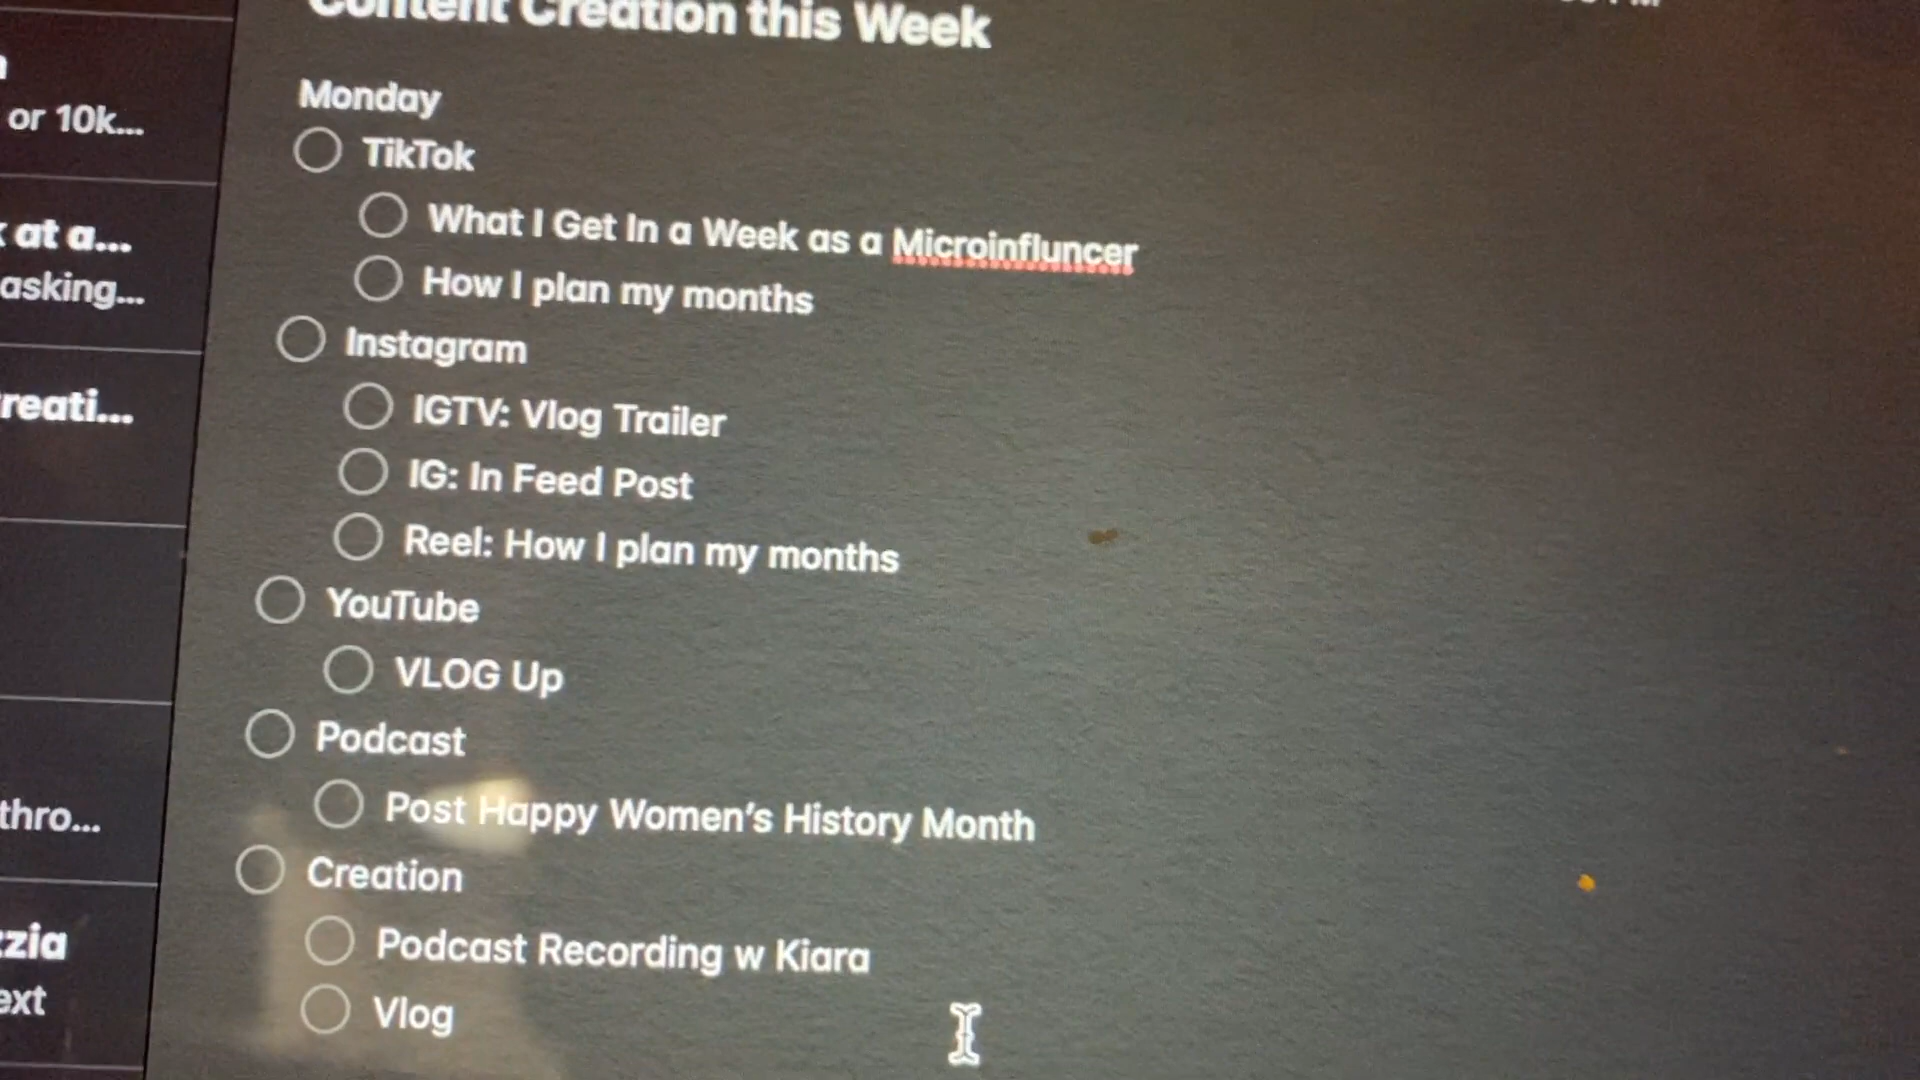 Content Creation this Week
Monday
TikTok
What I Get In a Week as a Microinfluncer
How I plan my months
Instagram
IGTV: Vlog Trailer
IG: In Feed Post
Reel: How I plan my months
YouTube
VLOG Up
Podcast
Post Happy Women's History Month
Creation
Podcast Recording w Kiara
Vlog
or 10k...
at a...
asking...
reati...
thro...
zzia
ext